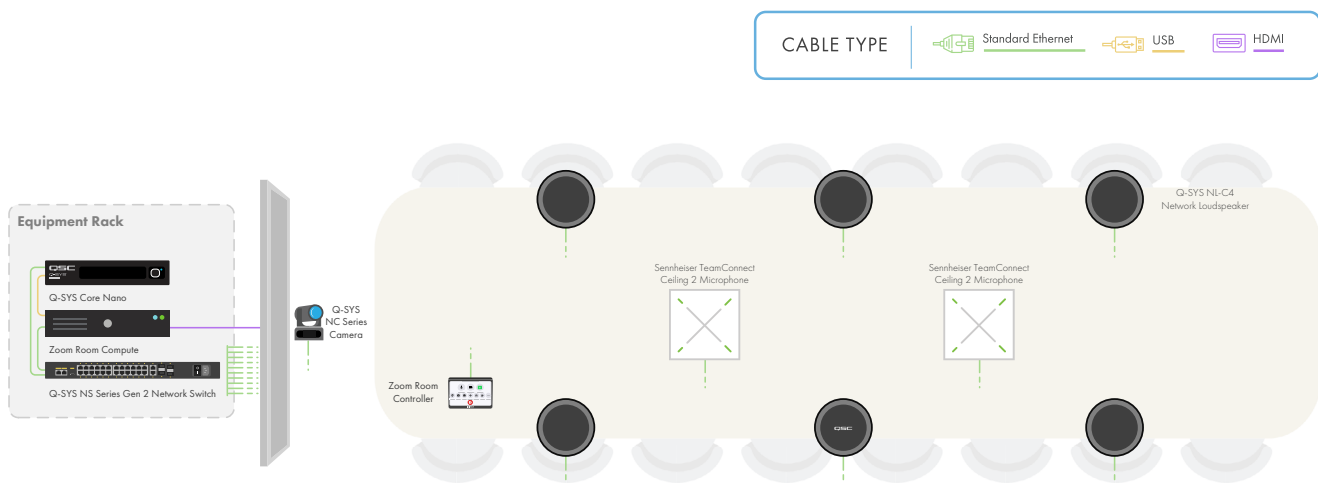 CABLE TYPE
Standard Ethernet
USB
HDMI
Q-SYS NL-C4
Network Loudspeaker
Equipment Rack
QSC
Q-SYS Core Nano
Zoom Room Compute
Q-SYS NS Series Gen 2 Network Switch
Q-SYS
NC Series
Camera
Sennheiser TeamConnect
Ceiling 2 Microphone
Sennheiser TeamConnect
Ceiling 2 Microphone
Zoom Room
Controller
QSC